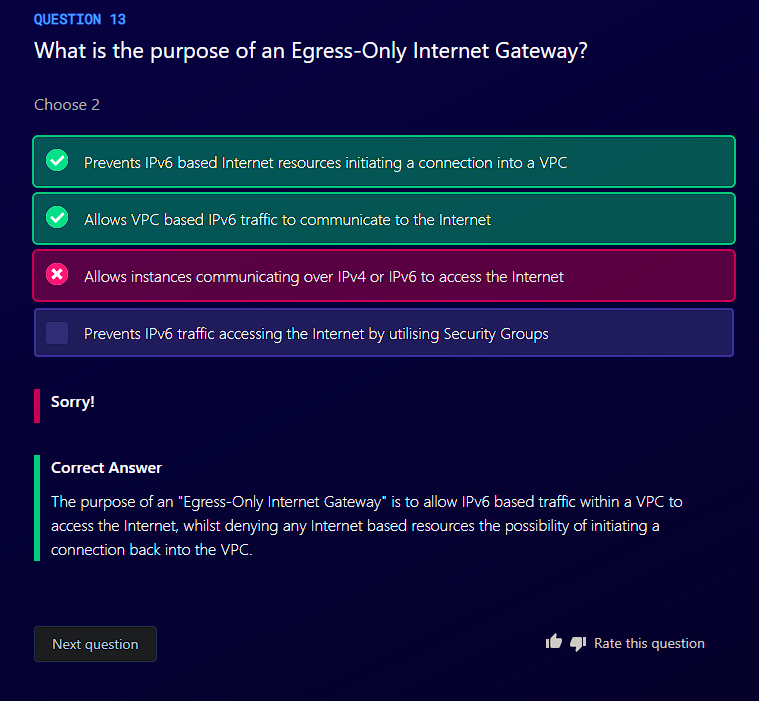 QUESTION 13
What is the purpose of an Egress-Only Internet Gateway?
Choose 2
Prevents IPv6 based Internet resources initiating a connection into a VPC
Allows VPC based IPv6 traffic to communicate to the Internet
Allows instances communicating over IPv4 or IPv6 to access the Internet
Prevents IPv6 traffic accessing the Internet by utilising Security Groups
Sorry!
Correct Answer
The purpose of an "Egress-Only Internet Gateway" is to allow IPv6 based traffic within a VPC to
access the Internet, whilst denying any Internet based resources the possibility of initiating a
connection back into the VPC.
Next question
Rate this question